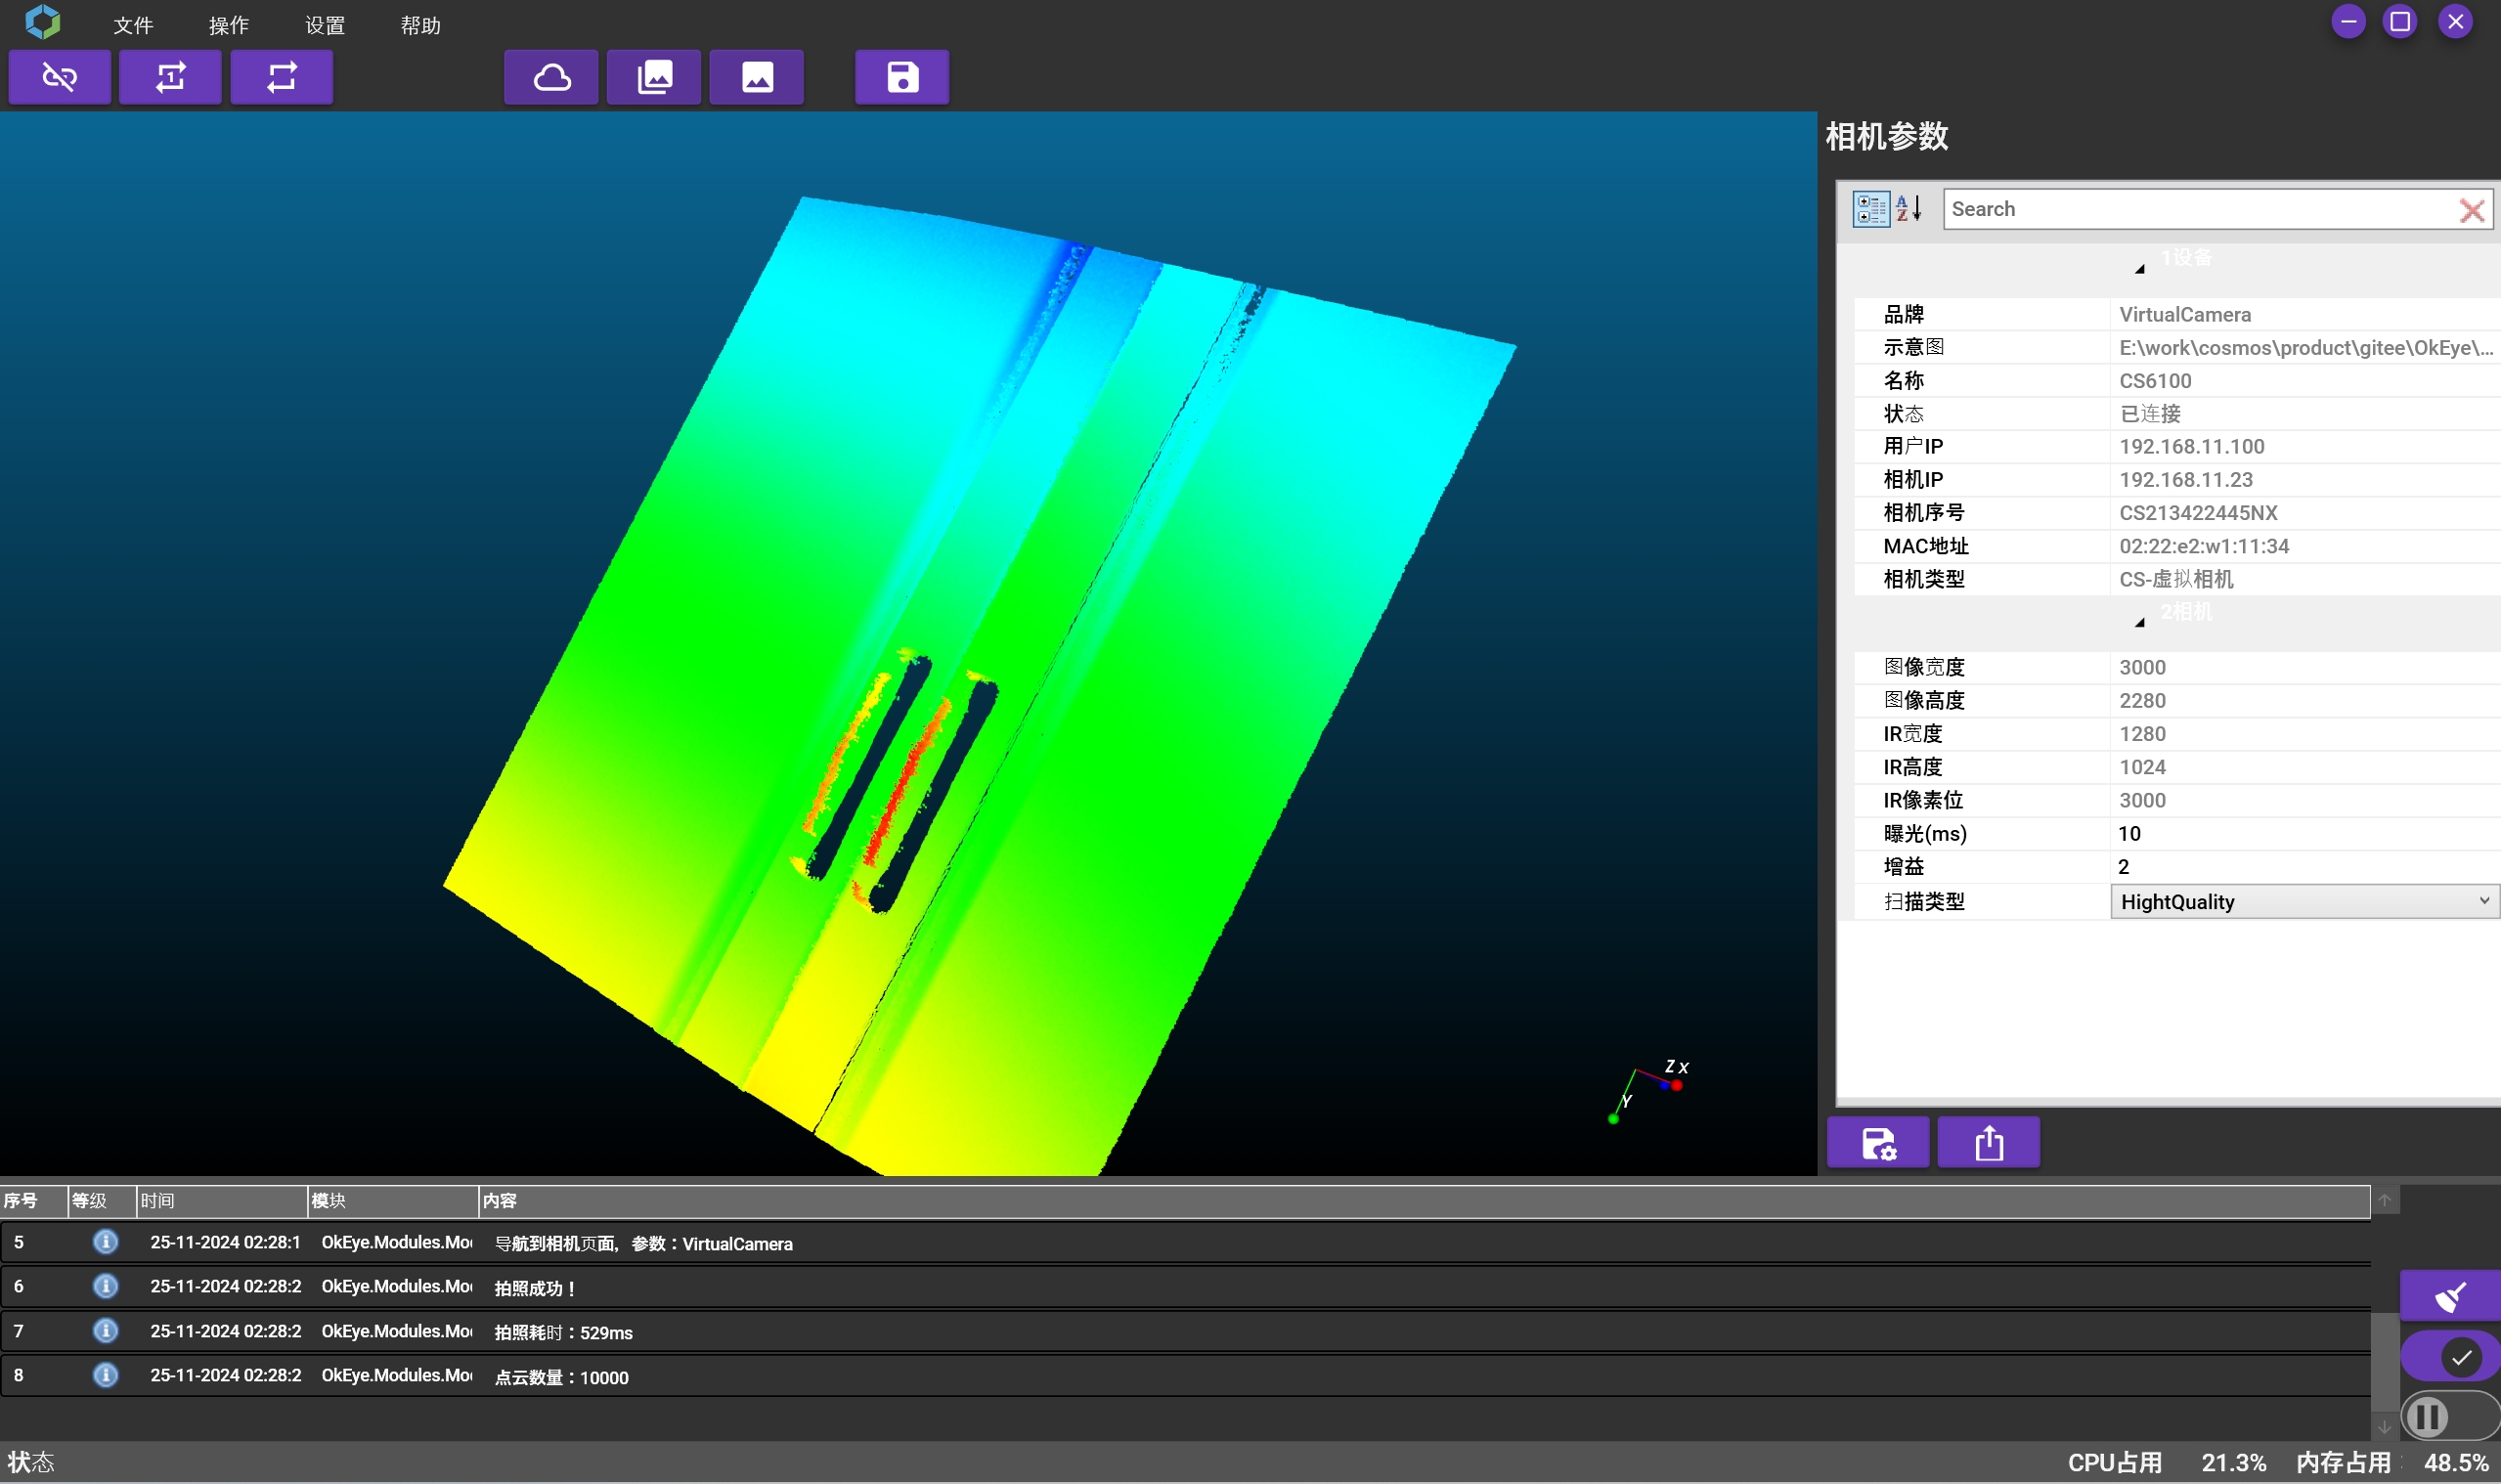 文件 操作 设置 帮助
1
相机参数
A
Z
Search
1设备
品牌 VirtualCamera
示意图 E:\work\cosmos\product\gitee\OkEye\...
名称 CS6100
状态 已连接
用户IP 192.168.11.100
相机IP 192.168.11.23
相机序号 CS213422445NX
MAC地址 02:22:e2:w1:11:34
相机类型 CS-虚拟相机
2相机
图像宽度 3000
图像高度 2280
IR宽度 1280
IR高度 1024
IR像素位 3000
曝光(ms) 10
增益 2
扫描类型 HightQuality
Z X
Y
序号 等级 时间 模块 内容
5 25-11-2024 02:28:1 OkEye.Modules.Mo 导航到相机页面，参数：VirtualCamera
6 25-11-2024 02:28:2 OkEye.Modules.Mo 拍照成功！
7 25-11-2024 02:28:2 OkEye.Modules.Mo 拍照耗时：529ms
8 25-11-2024 02:28:2 OkEye.Modules.Mo 点云数量：10000
状态 CPU占用 21.3% 内存占用： 48.5%